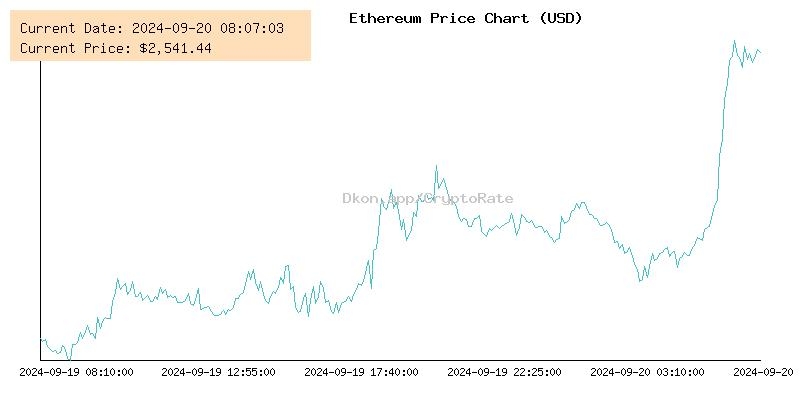 Ethereum Price Chart (USD)
Current Date: 2024-09-20 08:07:03
Current Price: $2,541.44
Dkon.app/CryptoRate
2024-09-19 08:10:00 2024-09-19 12:55:00 2024-09-19 17:40:00 2024-09-19 22:25:00 2024-09-20 03:10:00 2024-09-20